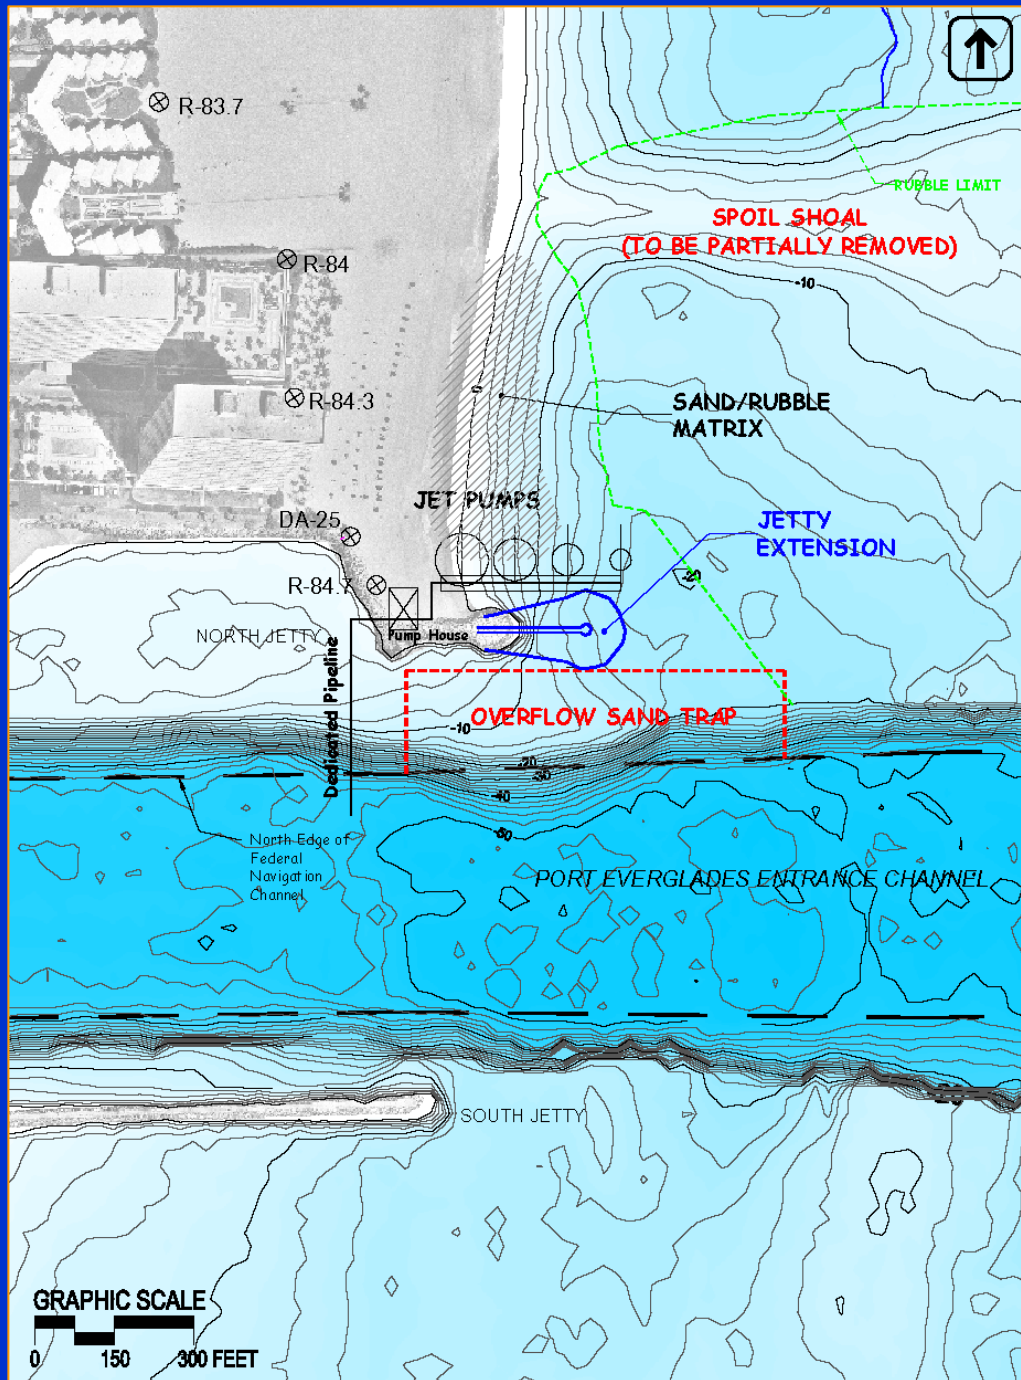 R-83.7
RUBBLE LIMIT
SPOIL SHOAL
(TO BE PARTIALLY REMOVED)
R-84
-10
0
R-84.3
SAND/RUBBLE
MATRIX
JET PUMPS
DA-25
JETTY
EXTENSION
R-84.7
-20
NORTH JETTY
Pump House
Dedicated Pipeline
-10
OVERFLOW SAND TRAP
-20
-30
-40
-50
North Edge of
Federal
Navigation
Channel
PORT EVERGLADES ENTRANCE CHANNEL
SOUTH JETTY
GRAPHIC SCALE
0 150 300 FEET